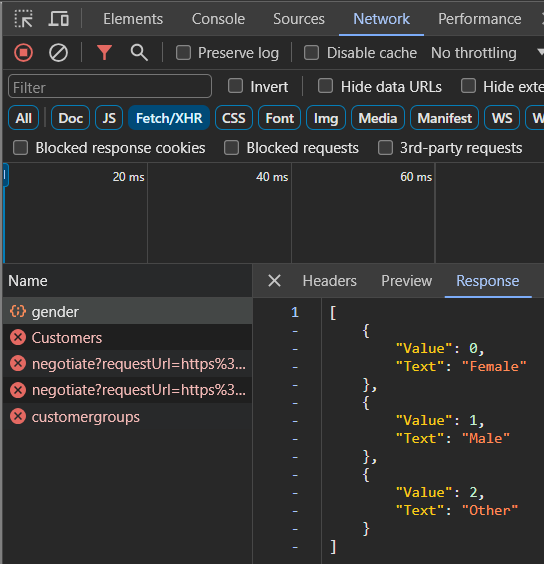 Elements Console Sources Network Performance
Preserve log Disable cache No throttling
Filter Invert Hide data URLs Hide exte
All Doc JS Fetch/XHR CSS Font Img Media Manifest WS W
Blocked response cookies Blocked requests 3rd-party requests
20 ms 40 ms 60 ms
Name Headers Preview Response
gender
Customers
negotiate?requestUrl=https%3...
negotiate?requestUrl=https%3...
customergroups
1 [
- {
- "Value": 0,
- "Text": "Female"
- },
- {
- "Value": 1,
- "Text": "Male"
- },
- {
- "Value": 2,
- "Text": "Other"
- }
- ]